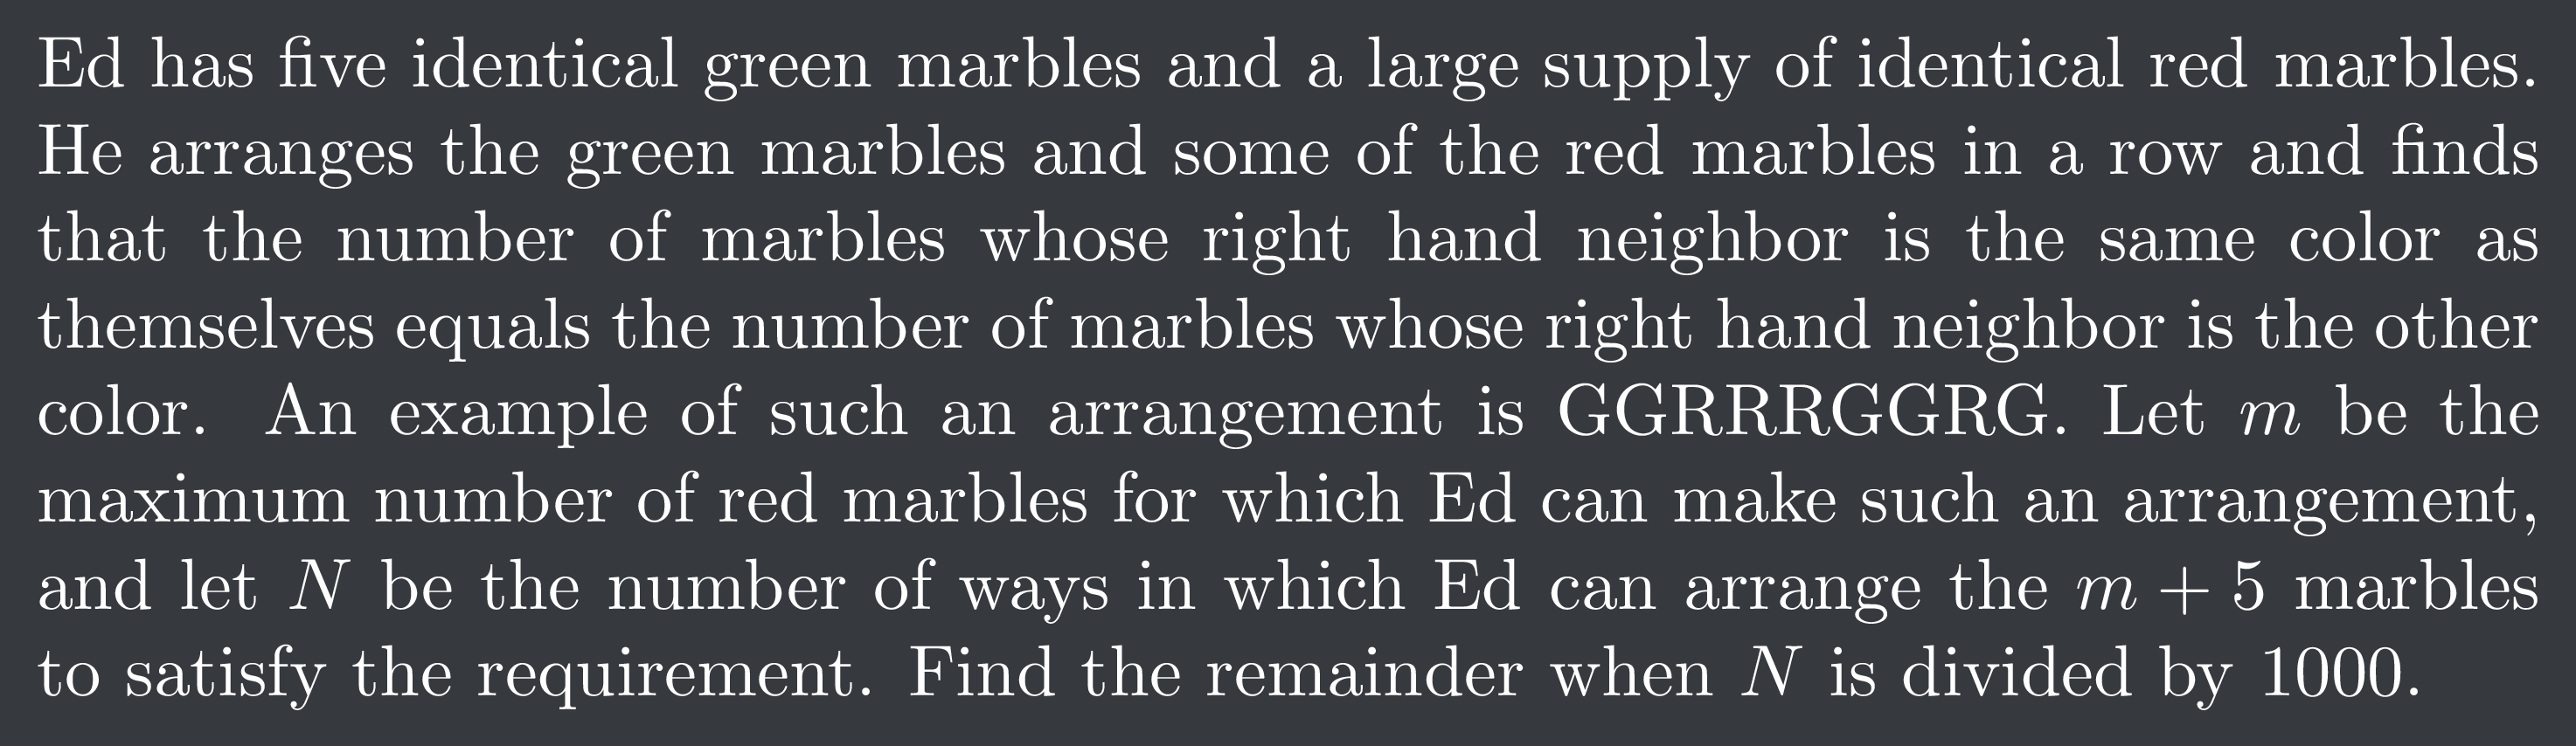 Ed has five identical green marbles and a large supply of identical red marbles.
He arranges the green marbles and some of the red marbles in a row and finds
that the number of marbles whose right hand neighbor is the same color as
themselves equals the number of marbles whose right hand neighbor is the other
color. An example of such an arrangement is GGRRRGGRG. Let m be the
maximum number of red marbles for which Ed can make such an arrangement,
and let N be the number of ways in which Ed can arrange the m + 5 marbles
to satisfy the requirement. Find the remainder when N is divided by 1000.